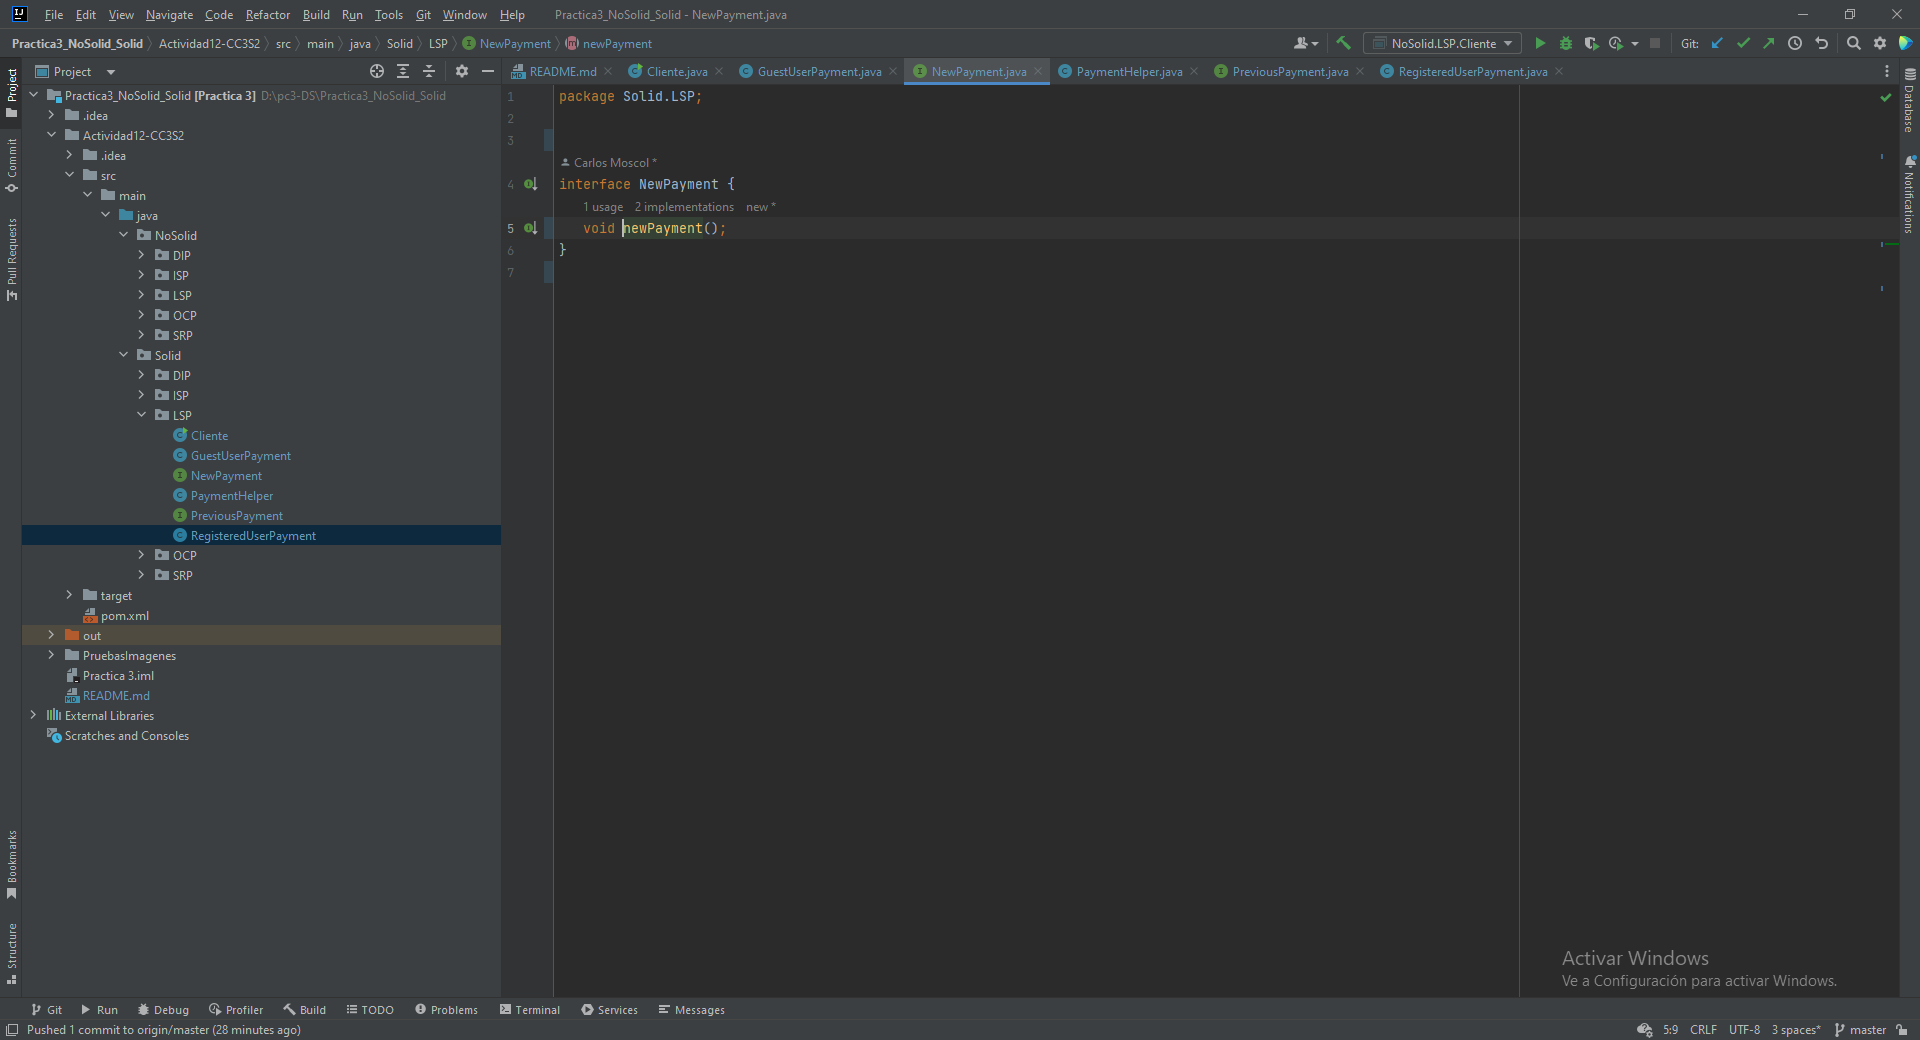 File Edit View Navigate Code Refactor Build Run Tools Git Window Help Practica3_NoSolid_Solid - NewPayment.java
Practica3_NoSolid_Solid Actividad12-CC3S2 src main java Solid LSP NewPayment newPayment NoSolid.LSP.Cliente Git:
Project README.md Cliente.java GuestUserPayment.java NewPayment.java PaymentHelper.java PreviousPayment.java RegisteredUserPayment.java
Practica3_NoSolid_Solid [Practica 3] D:\pc3-DS\Practica3_NoSolid_Solid
.idea
Actividad12-CC3S2
.idea
src
main
java
NoSolid
DIP
ISP
LSP
OCP
SRP
Solid
DIP
ISP
LSP
Cliente
GuestUserPayment
NewPayment
PaymentHelper
PreviousPayment
RegisteredUserPayment
OCP
SRP
target
pom.xml
out
PruebasImagenes
Practica 3.iml
README.md
External Libraries
Scratches and Consoles
1 package Solid.LSP;
2
3
Carlos Moscol *
4 interface NewPayment {
1 usage 2 implementations new *
5 void newPayment();
6 }
7
Project
Commit
Pull Requests
Bookmarks
Structure
Database
Notifications
Activar Windows
Ve a Configuración para activar Windows.
Git Run Debug Profiler Build TODO Problems Terminal Services Messages
Pushed 1 commit to origin/master (28 minutes ago) 5:9 CRLF UTF-8 3 spaces* master